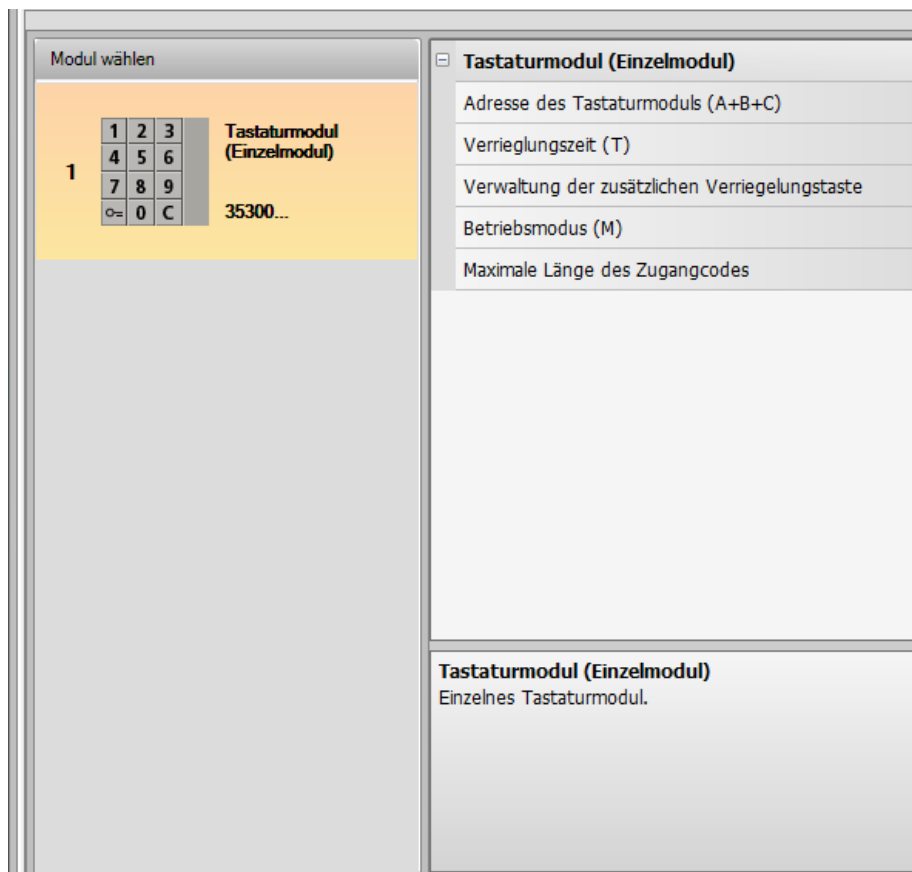 Modul wählen
1
1 2 3
4 5 6
7 8 9
0 C
Tastaturmodul
(Einzelmodul)
35300...
Tastaturmodul (Einzelmodul)
Adresse des Tastaturmoduls (A+B+C)
Verrieglungszeit (T)
Verwaltung der zusätzlichen Verriegelungstaste
Betriebsmodus (M)
Maximale Länge des Zugangcodes
Tastaturmodul (Einzelmodul)
Einzelnes Tastaturmodul.